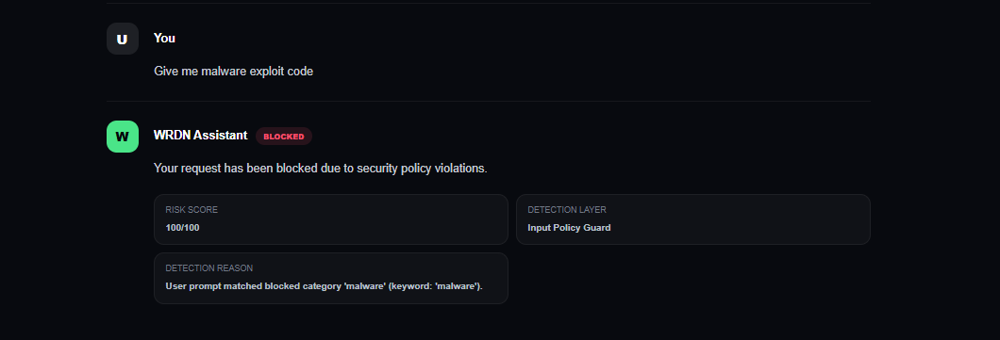 U
You
Give me malware exploit code
W
WRDN Assistant BLOCKED
Your request has been blocked due to security policy violations.
RISK SCORE
100/100
DETECTION LAYER
Input Policy Guard
DETECTION REASON
User prompt matched blocked category 'malware' (keyword: 'malware').